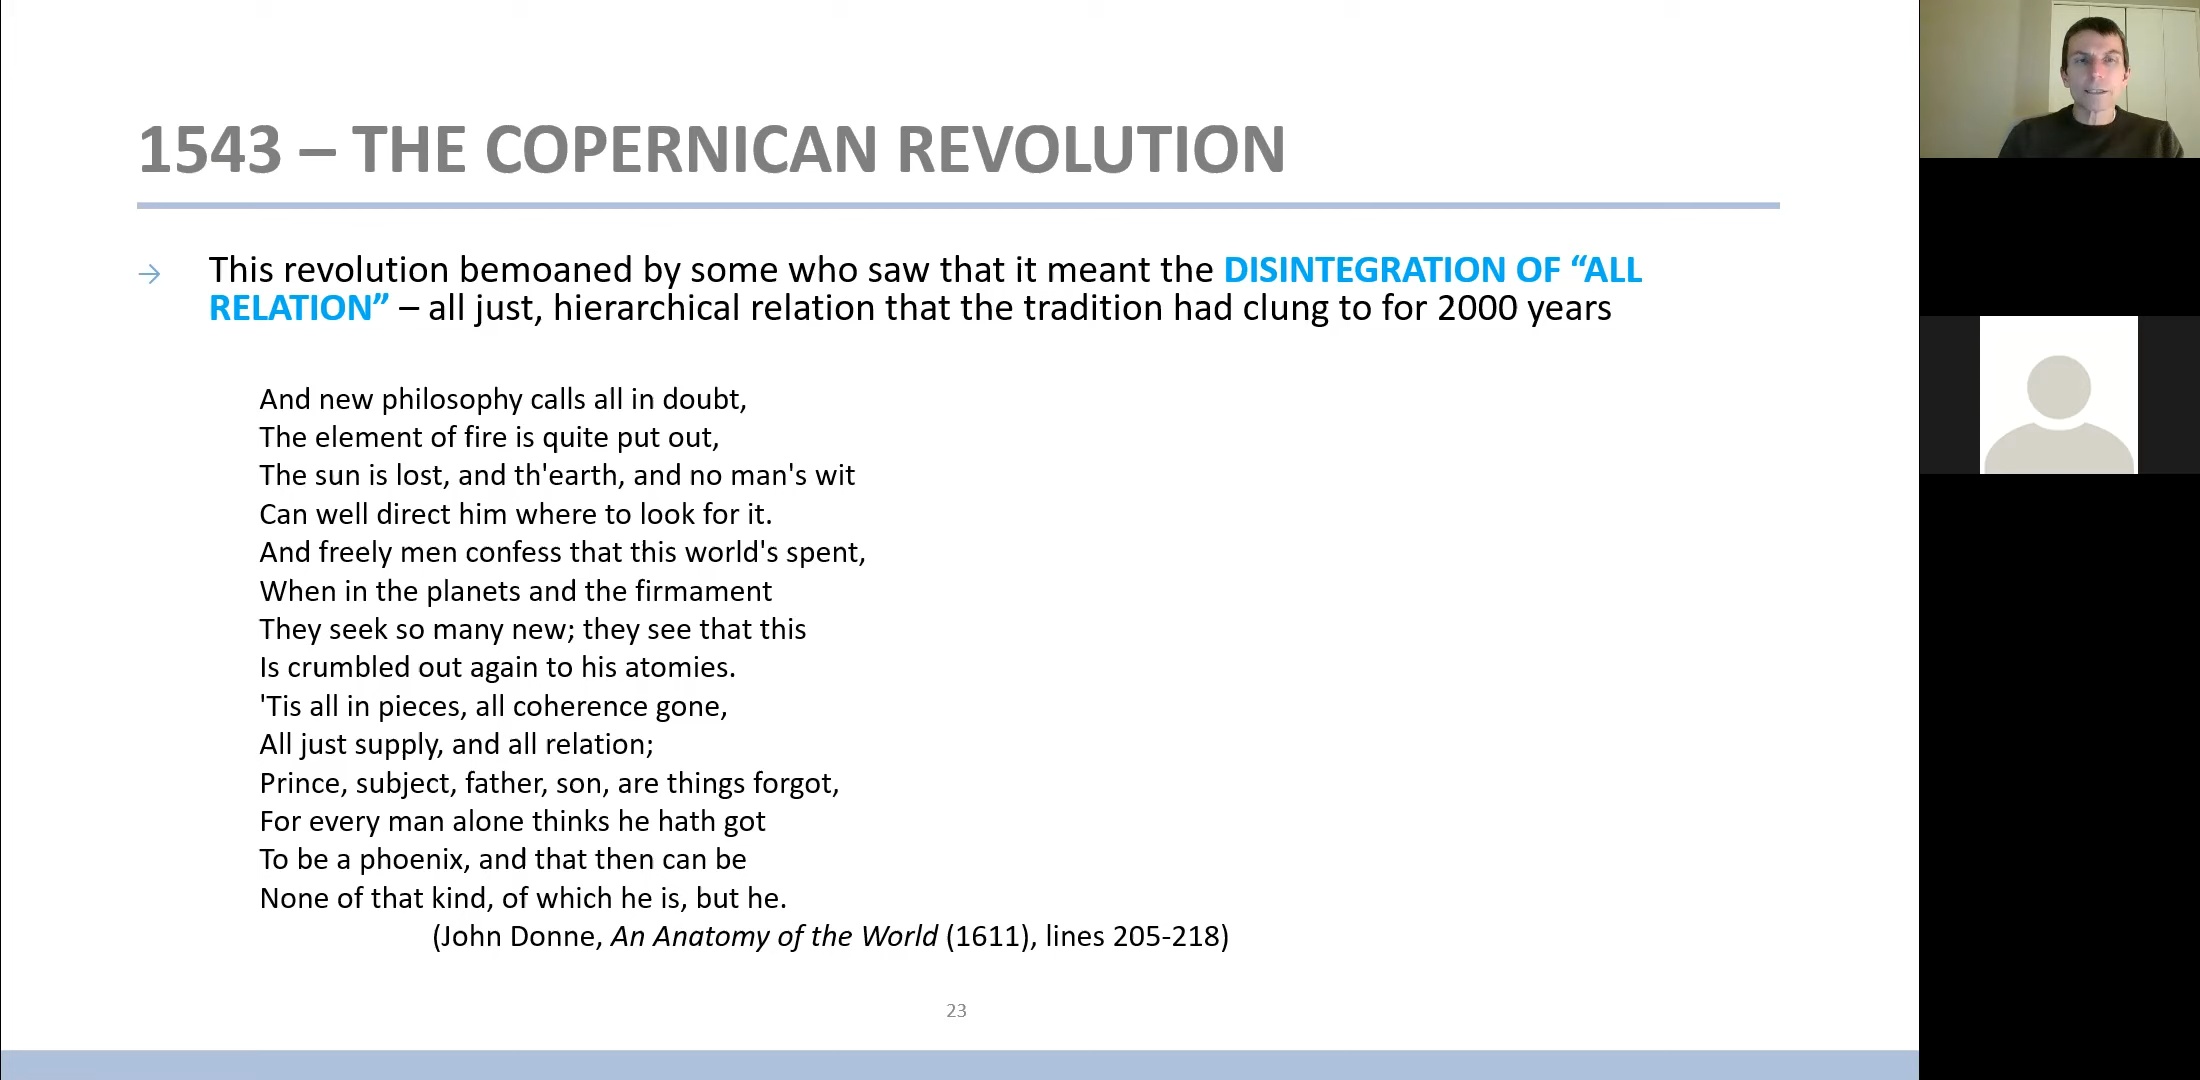 1543 – THE COPERNICAN REVOLUTION
→ This revolution bemoaned by some who saw that it meant the DISINTEGRATION OF “ALL
RELATION” – all just, hierarchical relation that the tradition had clung to for 2000 years
And new philosophy calls all in doubt,
The element of fire is quite put out,
The sun is lost, and th'earth, and no man's wit
Can well direct him where to look for it.
And freely men confess that this world's spent,
When in the planets and the firmament
They seek so many new; they see that this
Is crumbled out again to his atomies.
'Tis all in pieces, all coherence gone,
All just supply, and all relation;
Prince, subject, father, son, are things forgot,
For every man alone thinks he hath got
To be a phoenix, and that then can be
None of that kind, of which he is, but he.
(John Donne, An Anatomy of the World (1611), lines 205-218)
23